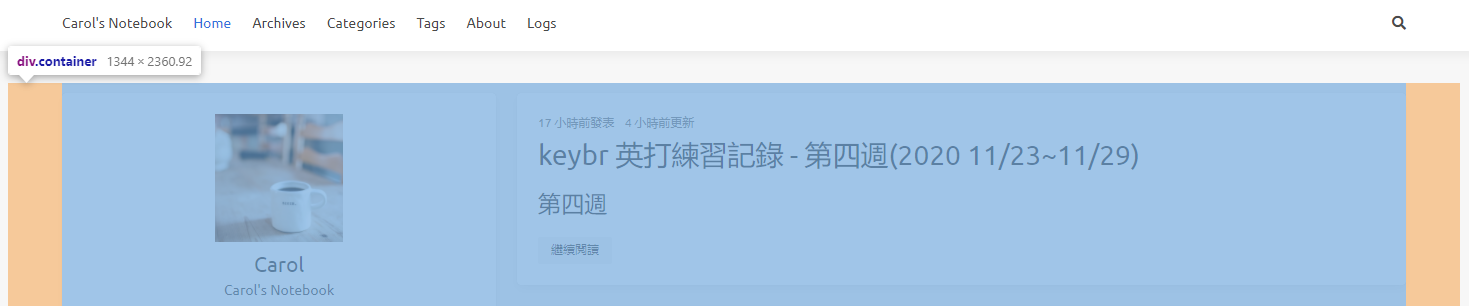 Carol's Notebook Home Archives Categories Tags About Logs
div.container 1344 × 2360.92
17 小時前發表 4 小時前更新
keybr 英打練習記錄 - 第四週(2020 11/23~11/29)
第四週
繼續閱讀
Carol
Carol's Notebook